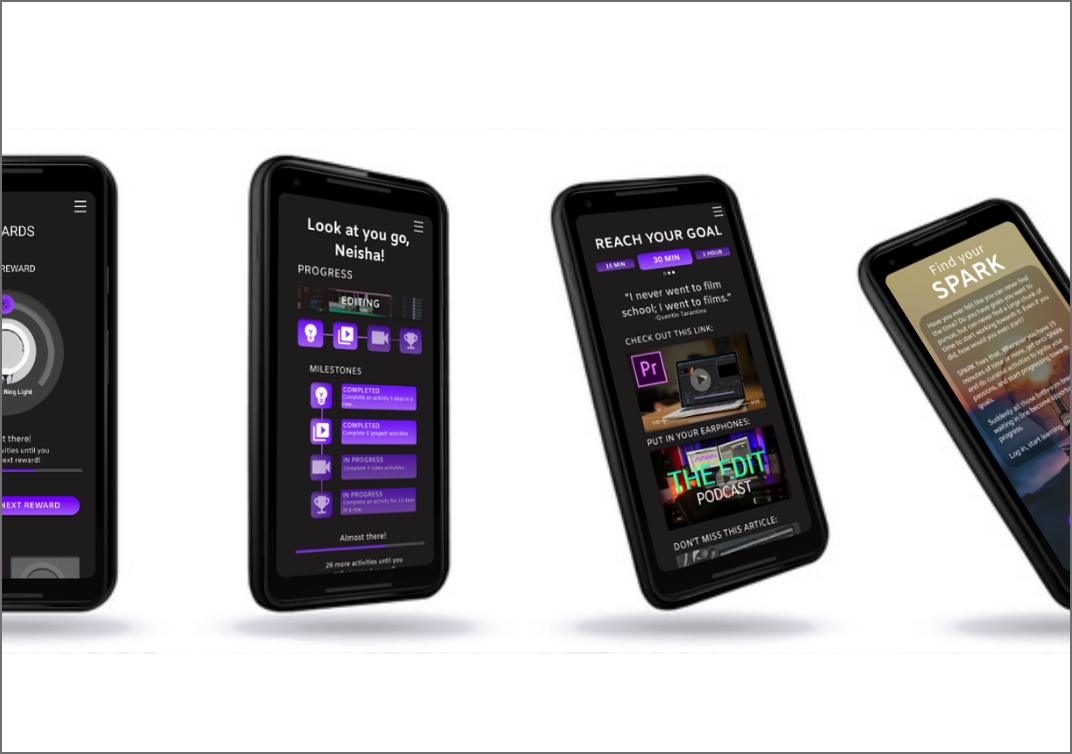 ARDS
REWARD
Ring Light
t there!
vities until you
next reward!
NEXT REWARD
Look at you go,
Neisha!
PROGRESS
EDITING
MILESTONES
COMPLETED
Complete an activity 5 days in a
row.
COMPLETED
Complete 5 'project' activities
IN PROGRESS
Complete 3 video activities.
IN PROGRESS
Complete an activity for 15 days
in a row.
Almost there!
26 more activities until you
REACH YOUR GOAL
15 MIN
30 MIN
1 HOUR
"I never went to film
school; I went to films."
-Quentin Tarantino
CHECK OUT THIS LINK:
Pr
PUT IN YOUR EARPHONES:
THE EDIT
PODCAST
DON'T MISS THIS ARTICLE:
Find your
SPARK
Have you ever felt like you can never find
the time? Do you have goals you want to
pursue, but can never find a large chunk of
time to start working towards it. Even if you
did, how would you even start?
SPARK fixes that. Whenever you have 15
minutes of time or more, get onto SPARK
and do curated activities to ignite your
passions, and start progressing towards
goals.
Suddenly all those bathroom
waiting in line become
progress.
Log in, start learning,